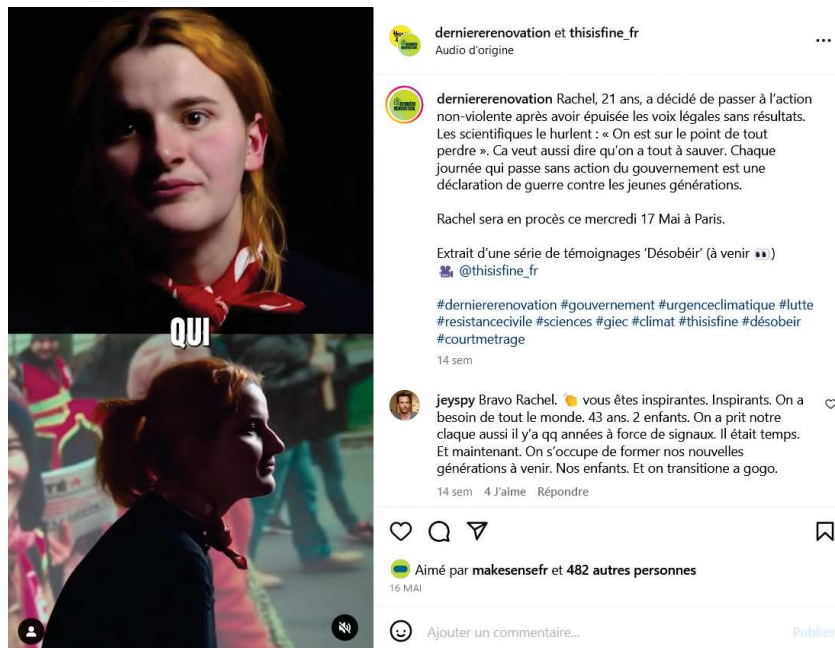 QUI
derniererenovation et thisisfine_fr
Audio d'origine
derniererenovation Rachel, 21 ans, a décidé de passer à l'action
non-violente après avoir épuisée les voix légales sans résultats.
Les scientifiques le hurlent : « On est sur le point de tout
perdre ». Ca veut aussi dire qu'on a tout à sauver. Chaque
journée qui passe sans action du gouvernement est une
déclaration de guerre contre les jeunes générations.
Rachel sera en procès ce mercredi 17 Mai à Paris.
Extrait d'une série de témoignages 'Désobéir' (à venir 👀)
🎥 @thisisfine_fr
#derniererenovation #gouvernement #urgenceclimatique #lutte
#resistancecivile #sciences #giec #climat #thisisfine #désobeir
#courtmetrage
14 sem
jeyspy Bravo Rachel. 👏 vous êtes inspirantes. Inspirants. On a
besoin de tout le monde. 43 ans. 2 enfants. On a prit notre
claque aussi il y'a qq années à force de signaux. Il était temps.
Et maintenant. On s'occupe de former nos nouvelles
générations à venir. Nos enfants. Et on transitione a gogo.
14 sem 4 J'aime Répondre
Aimé par makesensefr et 482 autres personnes
16 MAI
Ajouter un commentaire... Publier